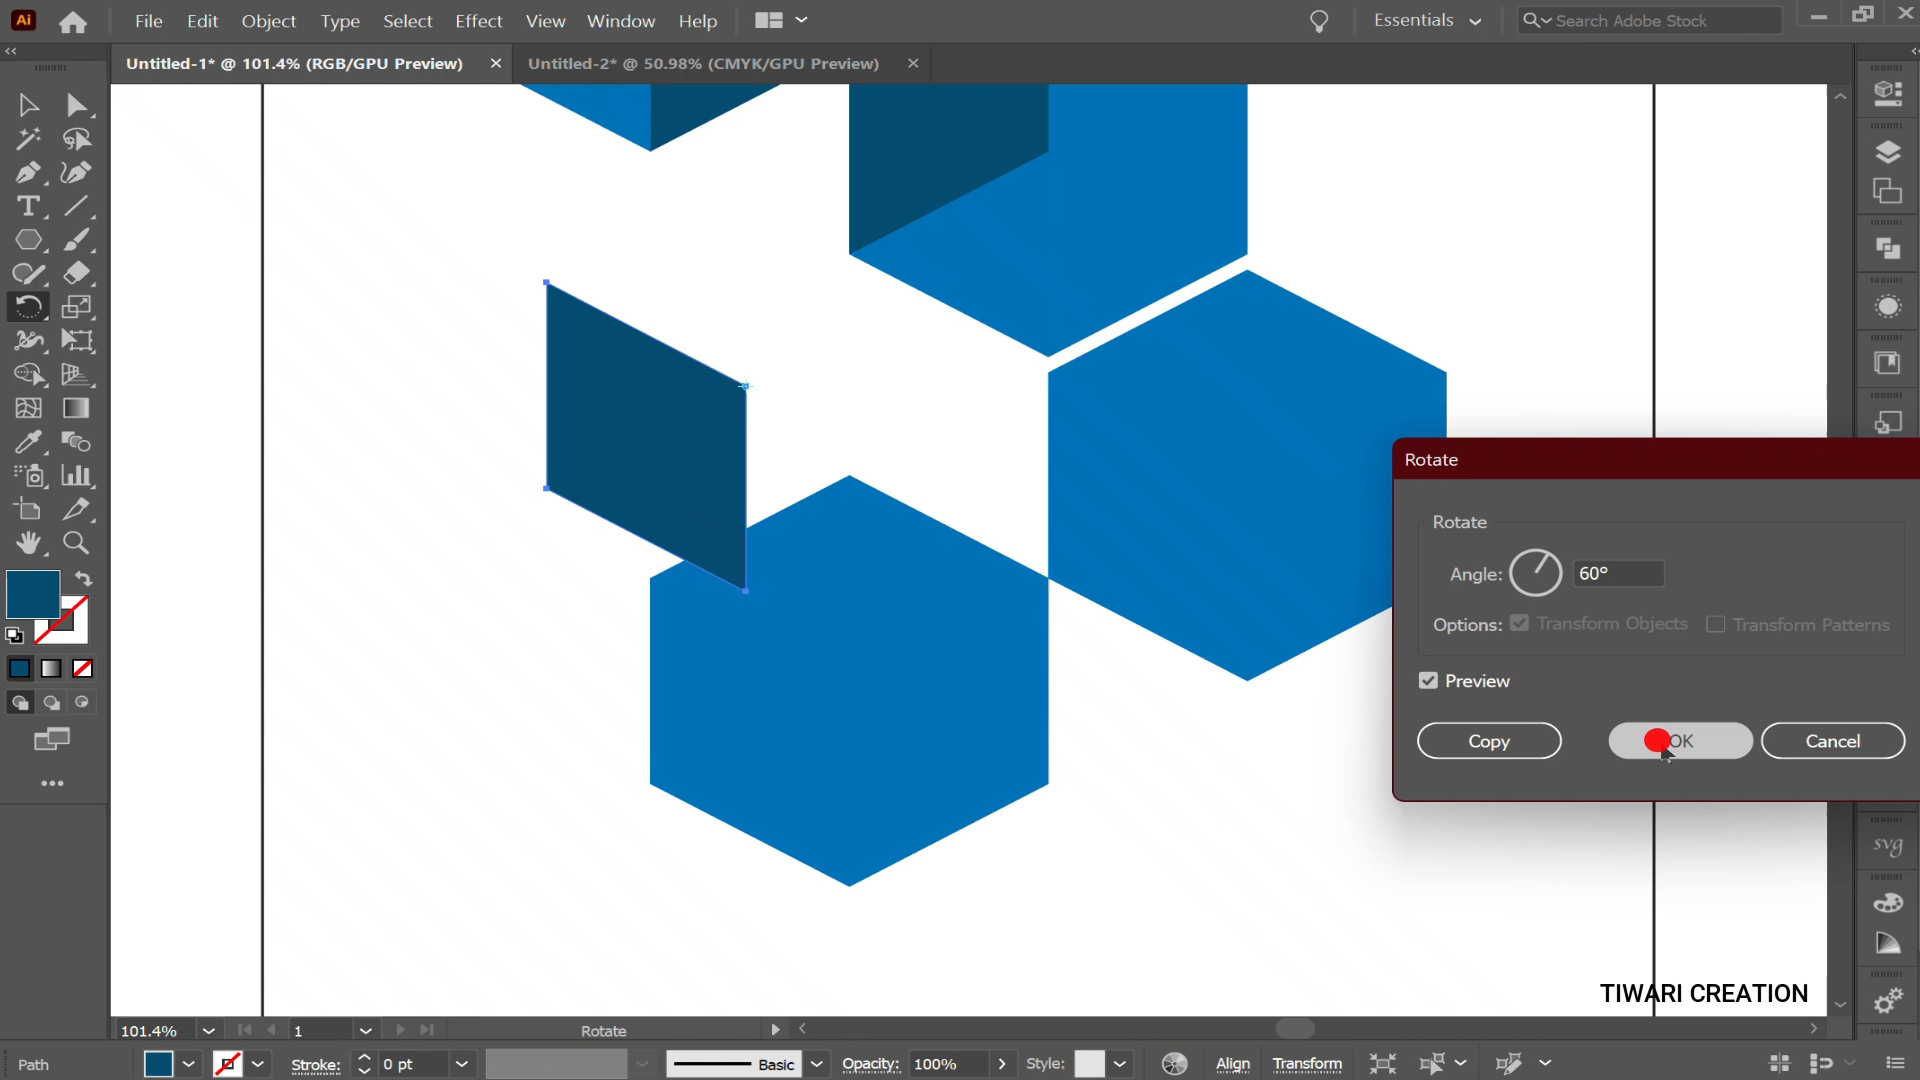 Ai File Edit Object Type Select Effect View Window Help Essentials Search Adobe Stock
Untitled-1* @ 101.4% (RGB/GPU Preview) Untitled-2* @ 50.98% (CMYK/GPU Preview)
Rotate
Rotate
Angle: 60°
Options: Transform Objects Transform Patterns
Preview
Copy OK Cancel
svg
TIWARI CREATION
101.4% 1 Rotate
Path Stroke: 0 pt Basic Opacity: 100% Style: Align Transform